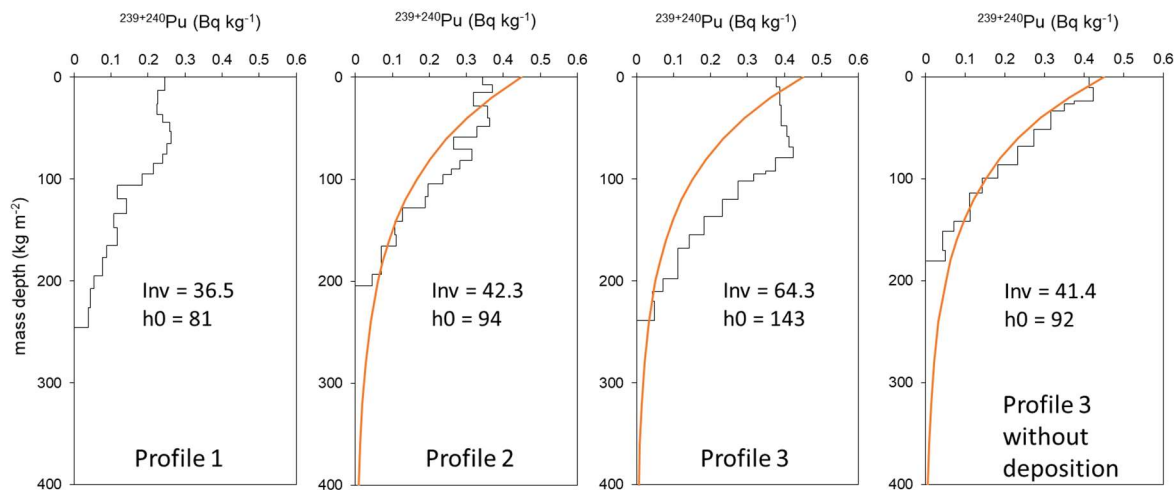 239+240Pu (Bq kg-1)
0 0.1 0.2 0.3 0.4 0.5 0.6
0
100
200
300
400
mass depth (kg m-2)
Inv = 36.5
h0 = 81
Profile 1
239+240Pu (Bq kg-1)
0 0.1 0.2 0.3 0.4 0.5 0.6
0
100
200
300
400
Inv = 42.3
h0 = 94
Profile 2
239+240Pu (Bq kg-1)
0 0.1 0.2 0.3 0.4 0.5 0.6
0
100
200
300
400
Inv = 64.3
h0 = 143
Profile 3
239+240Pu (Bq kg-1)
0 0.1 0.2 0.3 0.4 0.5 0.6
0
100
200
300
400
Inv = 41.4
h0 = 92
Profile 3
without
deposition